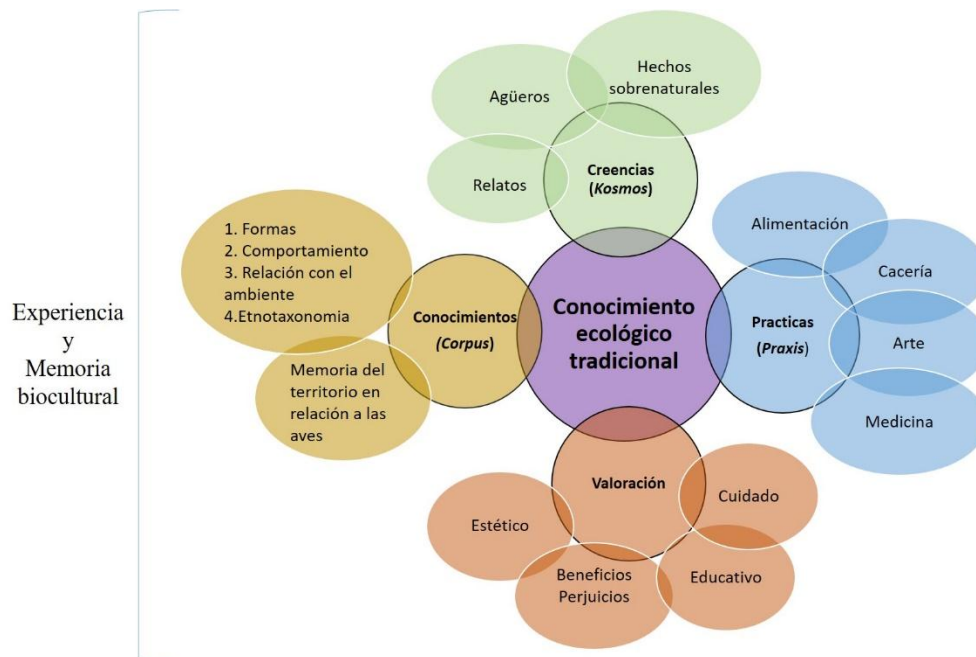 Experiencia
y
Memoria
biocultural
Agüeros
Hechos
sobrenaturales
Relatos
Creencias
(Kosmos)
1. Formas
2. Comportamiento
3. Relación con el
ambiente
4.Etnotaxonomia
Conocimientos
(Corpus)
Memoria del
territorio en
relación a las
aves
Conocimiento
ecológico
tradicional
Alimentación
Cacería
Practicas
(Praxis)
Arte
Medicina
Valoración
Cuidado
Estético
Beneficios
Perjuicios
Educativo